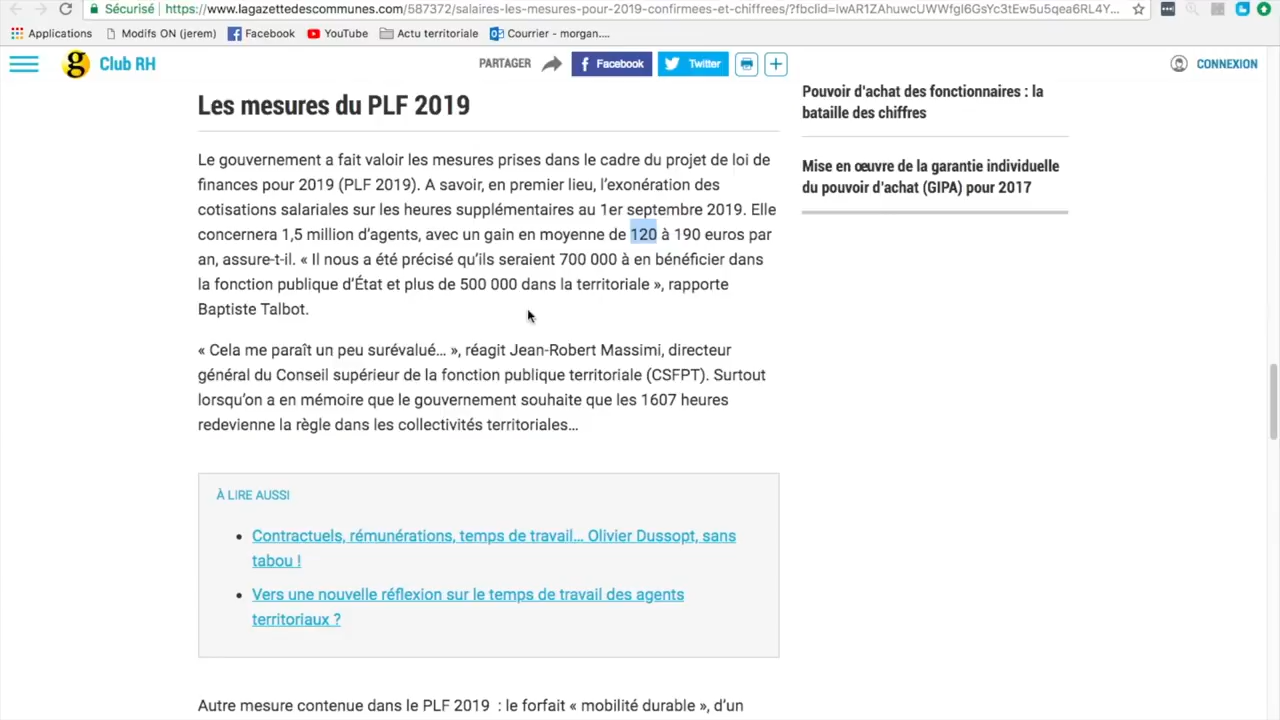 Sécurisé | https://www.lagazettedescommunes.com/587372/salaires-les-mesures-pour-2019-confirmees-et-chiffrees/?fbclid=IwAR1ZAhuwcUWWfgl6GsYc3tEw5u5qea6RL4Y...
Applications Modifs ON (jerem) Facebook YouTube Actu territoriale Courrier - morgan....
g Club RH PARTAGER Facebook Twitter CONNEXION
Les mesures du PLF 2019
Le gouvernement a fait valoir les mesures prises dans le cadre du projet de loi de
finances pour 2019 (PLF 2019). A savoir, en premier lieu, l’exonération des
cotisations salariales sur les heures supplémentaires au 1er septembre 2019. Elle
concernera 1,5 million d’agents, avec un gain en moyenne de 120 à 190 euros par
an, assure-t-il. « Il nous a été précisé qu’ils seraient 700 000 à en bénéficier dans
la fonction publique d’État et plus de 500 000 dans la territoriale », rapporte
Baptiste Talbot.
« Cela me paraît un peu surévalué… », réagit Jean-Robert Massimi, directeur
général du Conseil supérieur de la fonction publique territoriale (CSFPT). Surtout
lorsqu’on a en mémoire que le gouvernement souhaite que les 1607 heures
redevienne la règle dans les collectivités territoriales…
À LIRE AUSSI
• Contractuels, rémunérations, temps de travail… Olivier Dussopt, sans
tabou !
• Vers une nouvelle réflexion sur le temps de travail des agents
territoriaux ?
Autre mesure contenue dans le PLF 2019 : le forfait « mobilité durable », d’un
Pouvoir d’achat des fonctionnaires : la
bataille des chiffres
Mise en œuvre de la garantie individuelle
du pouvoir d’achat (GIPA) pour 2017